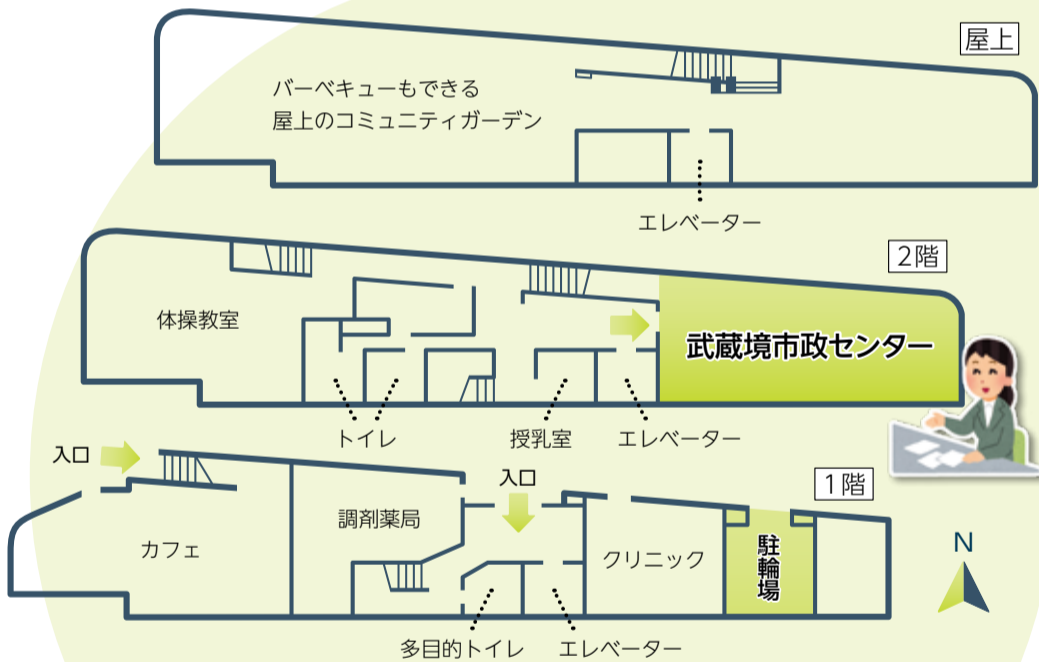 屋上
バーベキューもできる
屋上のコミュニティガーデン
エレベーター
2階
体操教室
武蔵境市政センター
トイレ
授乳室
エレベーター
1階
入口
入口
調剤薬局
カフェ
クリニック
駐輪場
N
多目的トイレ
エレベーター